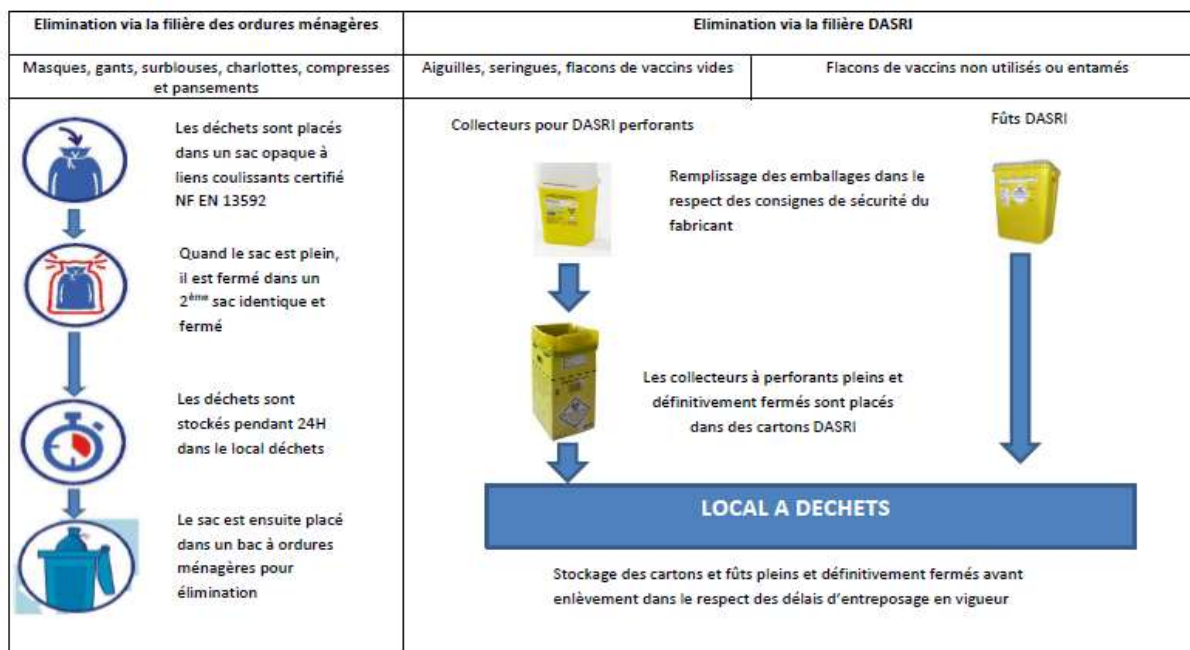 Elimination via la filière des ordures ménagères
Elimination via la filière DASRI
Masques, gants, surblouses, charlottes, compresses
et pansements
Aiguilles, seringues, flacons de vaccins vides
Flacons de vaccins non utilisés ou entamés
Les déchets sont placés
dans un sac opaque à
liens coulissants certifié
NF EN 13592
Quand le sac est plein,
il est fermé dans un
2ème sac identique et
fermé
Les déchets sont
stockés pendant 24H
dans le local déchets
Le sac est ensuite placé
dans un bac à ordures
ménagères pour
élimination
Collecteurs pour DASRI perforants
Fûts DASRI
Remplissage des emballages dans le
respect des consignes de sécurité du
fabricant
Les collecteurs à perforants pleins et
définitivement fermés sont placés
dans des cartons DASRI
LOCAL A DECHETS
Stockage des cartons et fûts pleins et définitivement fermés avant
enlèvement dans le respect des délais d'entreposage en vigueur